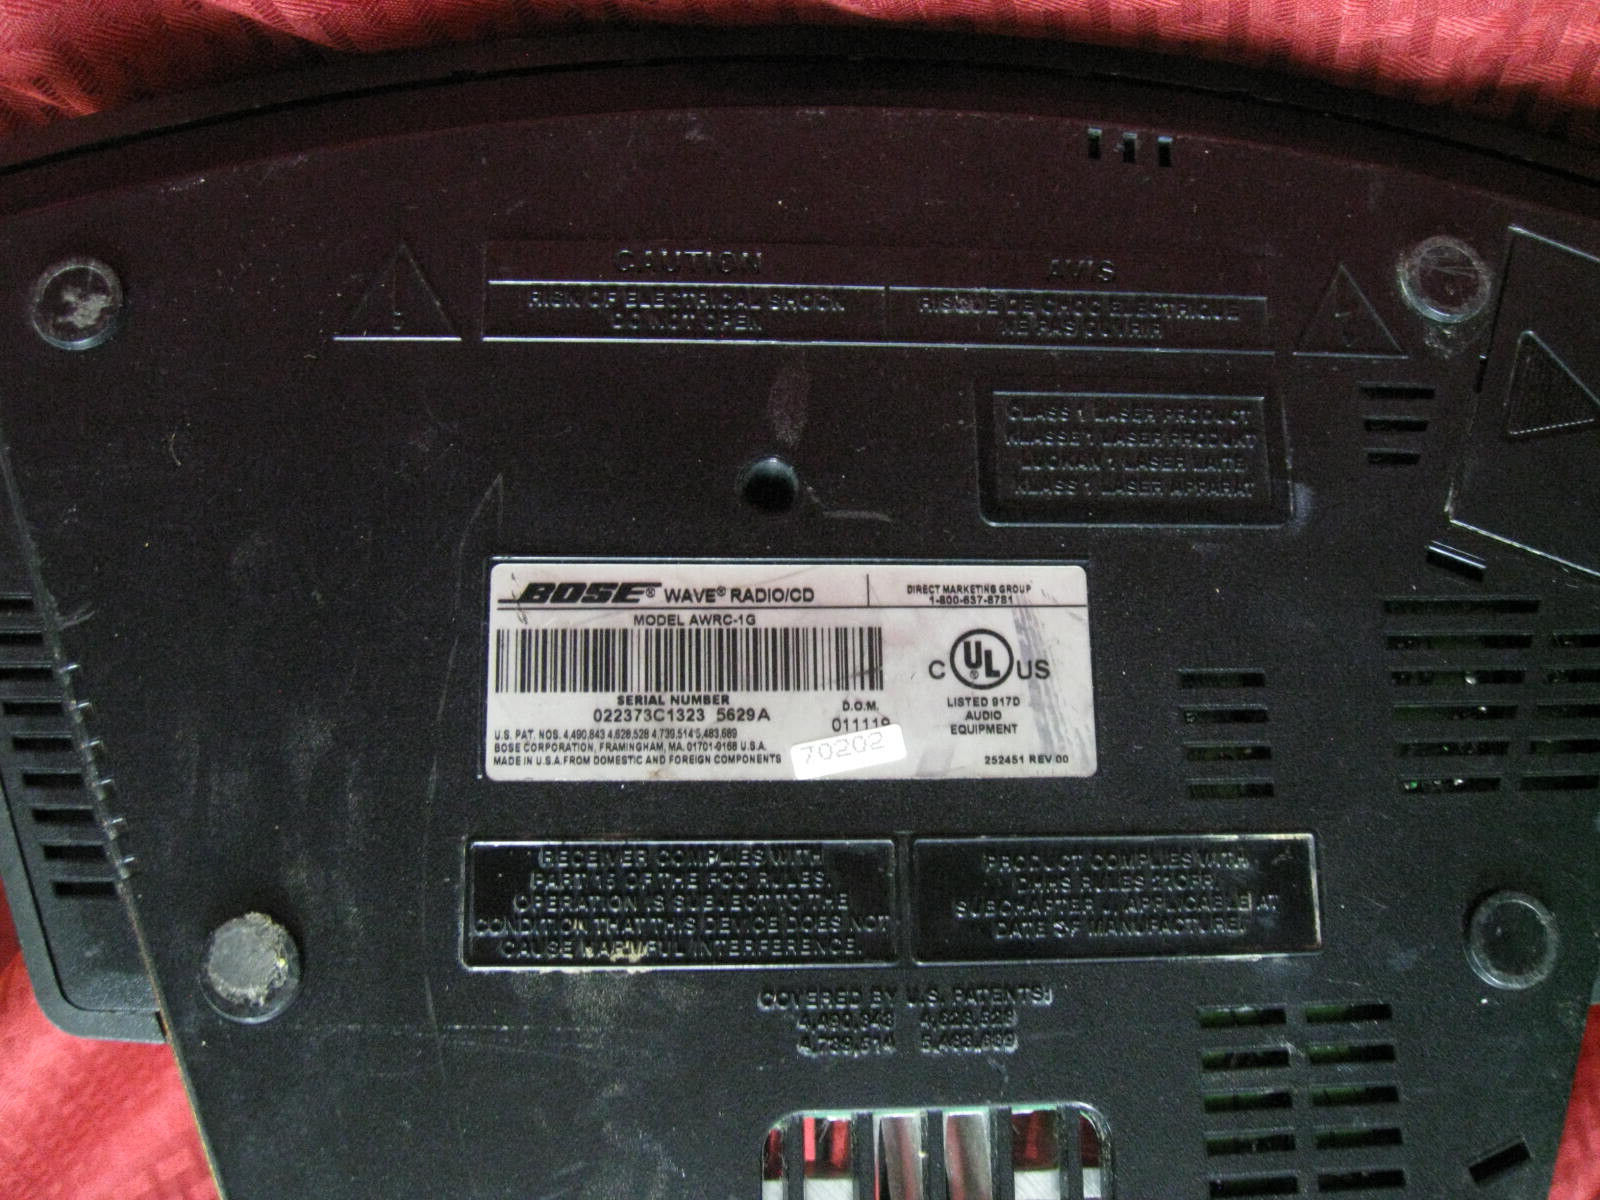 CAUTION
RISK OF ELECTRICAL SHOCK
DO NOT OPEN
AVIS
RISQUE DE CHOC ELECTRIQUE
NE PAS OUVRIR
CLASS 1 LASER PRODUCT
KLASSE 1 LASER PRODUKT
LUOKAN 1 LASER LAITE
KLASS 1 LASER APPARAT
BOSE® WAVE® RADIO/CD
DIRECT MARKETING GROUP
1-800-637-8781
MODEL AWRC-1G
SERIAL NUMBER
022373C1323 5629A
D.O.M.
011119
70202
C UL® US
LISTED 917D
AUDIO
EQUIPMENT
U.S. PAT. NOS. 4,490,843 4,628,528 4,739,514 5,483,689
BOSE CORPORATION, FRAMINGHAM, MA. 01701-9168 U.S.A.
MADE IN U.S.A. FROM DOMESTIC AND FOREIGN COMPONENTS
252451 REV 00
RECEIVER COMPLIES WITH
PART 15 OF THE FCC RULES.
OPERATION IS SUBJECT TO THE
CONDITION THAT THIS DEVICE DOES NOT
CAUSE HARMFUL INTERFERENCE.
PRODUCT COMPLIES WITH
DHHS RULES 21CFR
SUBCHAPTER J, APPLICABLE AT
DATE OF MANUFACTURE.
COVERED BY U.S. PATENTS:
4,490,843 4,628,528
4,739,514 5,483,689